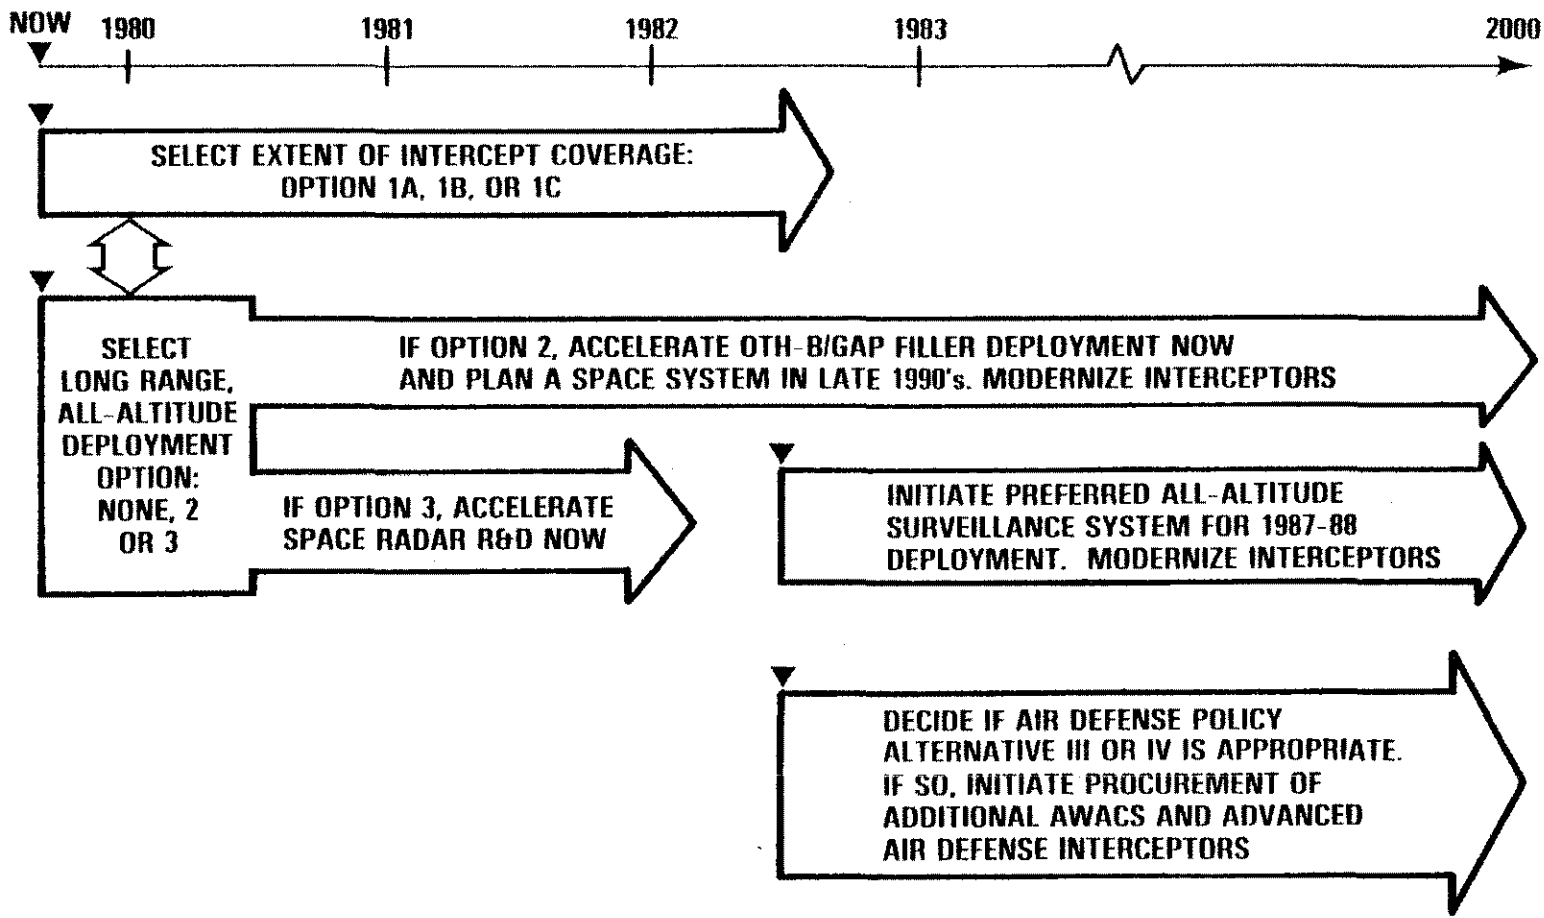 NOW 1980 1981 1982 1983 2000
SELECT EXTENT OF INTERCEPT COVERAGE:
OPTION 1A, 1B, OR 1C
SELECT
LONG RANGE,
ALL-ALTITUDE
DEPLOYMENT
OPTION:
NONE, 2
OR 3
IF OPTION 2, ACCELERATE OTH-B/GAP FILLER DEPLOYMENT NOW
AND PLAN A SPACE SYSTEM IN LATE 1990's. MODERNIZE INTERCEPTORS
IF OPTION 3, ACCELERATE
SPACE RADAR R&D NOW
INITIATE PREFERRED ALL-ALTITUDE
SURVEILLANCE SYSTEM FOR 1987-88
DEPLOYMENT. MODERNIZE INTERCEPTORS
DECIDE IF AIR DEFENSE POLICY
ALTERNATIVE III OR IV IS APPROPRIATE.
IF SO, INITIATE PROCUREMENT OF
ADDITIONAL AWACS AND ADVANCED
AIR DEFENSE INTERCEPTORS